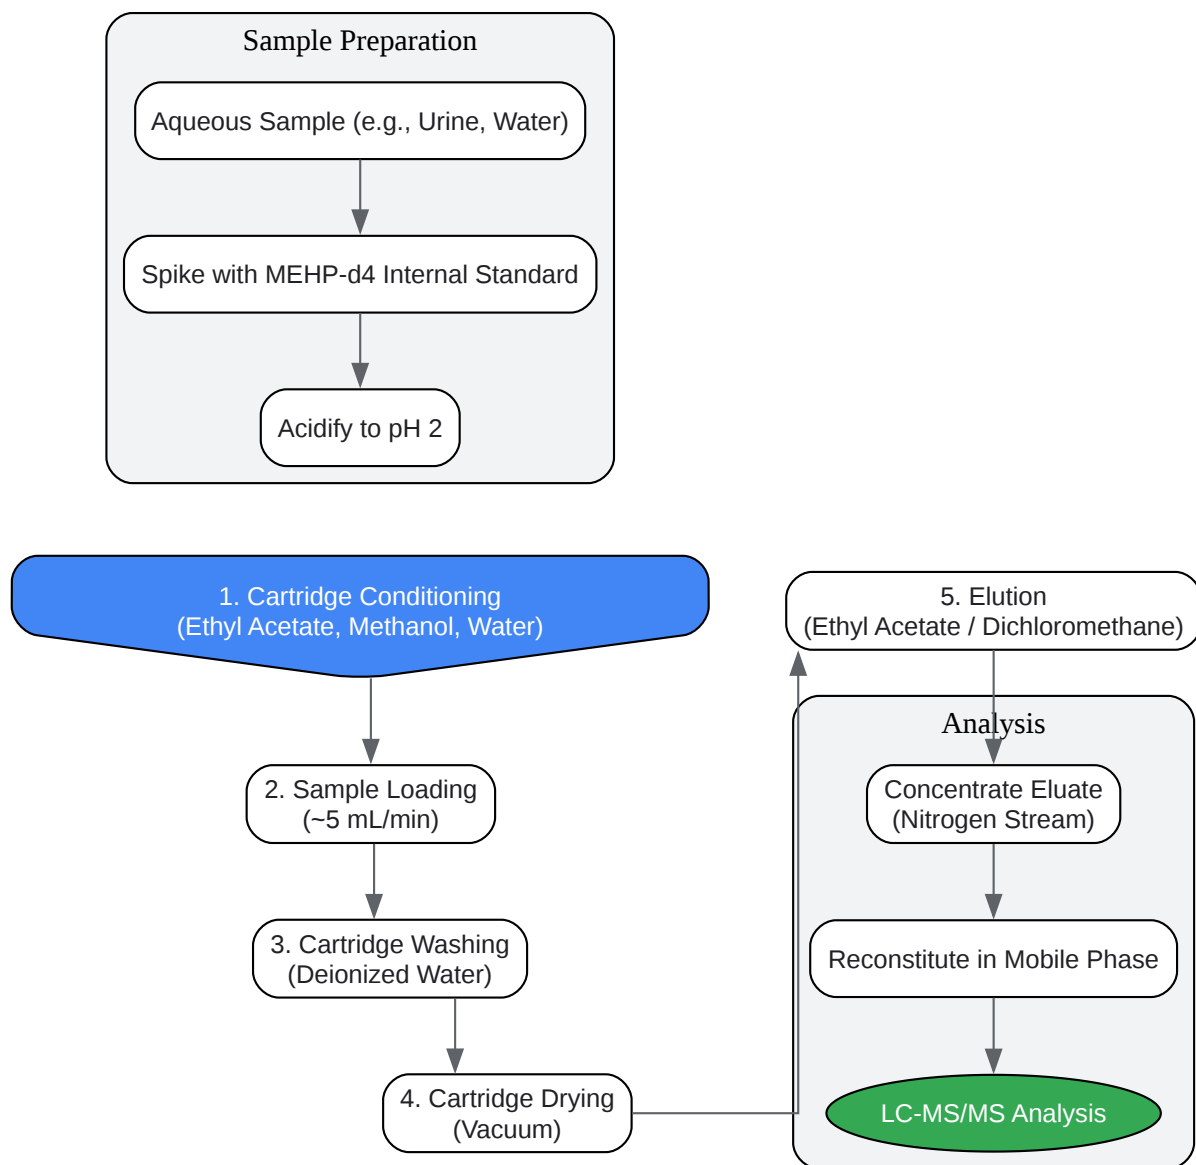 Sample Preparation
Aqueous Sample (e.g., Urine, Water)
Spike with MEHP-d4 Internal Standard
Acidify to pH 2
1. Cartridge Conditioning
(Ethyl Acetate, Methanol, Water)
2. Sample Loading
(~5 mL/min)
3. Cartridge Washing
(Deionized Water)
4. Cartridge Drying
(Vacuum)
5. Elution
(Ethyl Acetate / Dichloromethane)
Analysis
Concentrate Eluate
(Nitrogen Stream)
Reconstitute in Mobile Phase
LC-MS/MS Analysis